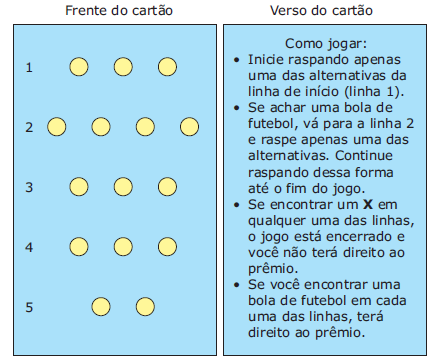 Frente do cartão
Verso do cartão
1
2
3
4
5
Como jogar:
• Inicie raspando apenas
uma das alternativas da
linha de início (linha 1).
• Se achar uma bola de
futebol, vá para a linha 2
e raspe apenas uma das
alternativas. Continue
raspando dessa forma
até o fim do jogo.
• Se encontrar um X em
qualquer uma das linhas,
o jogo está encerrado e
você não terá direito ao
prêmio.
• Se você encontrar uma
bola de futebol em cada
uma das linhas, terá
direito ao prêmio.